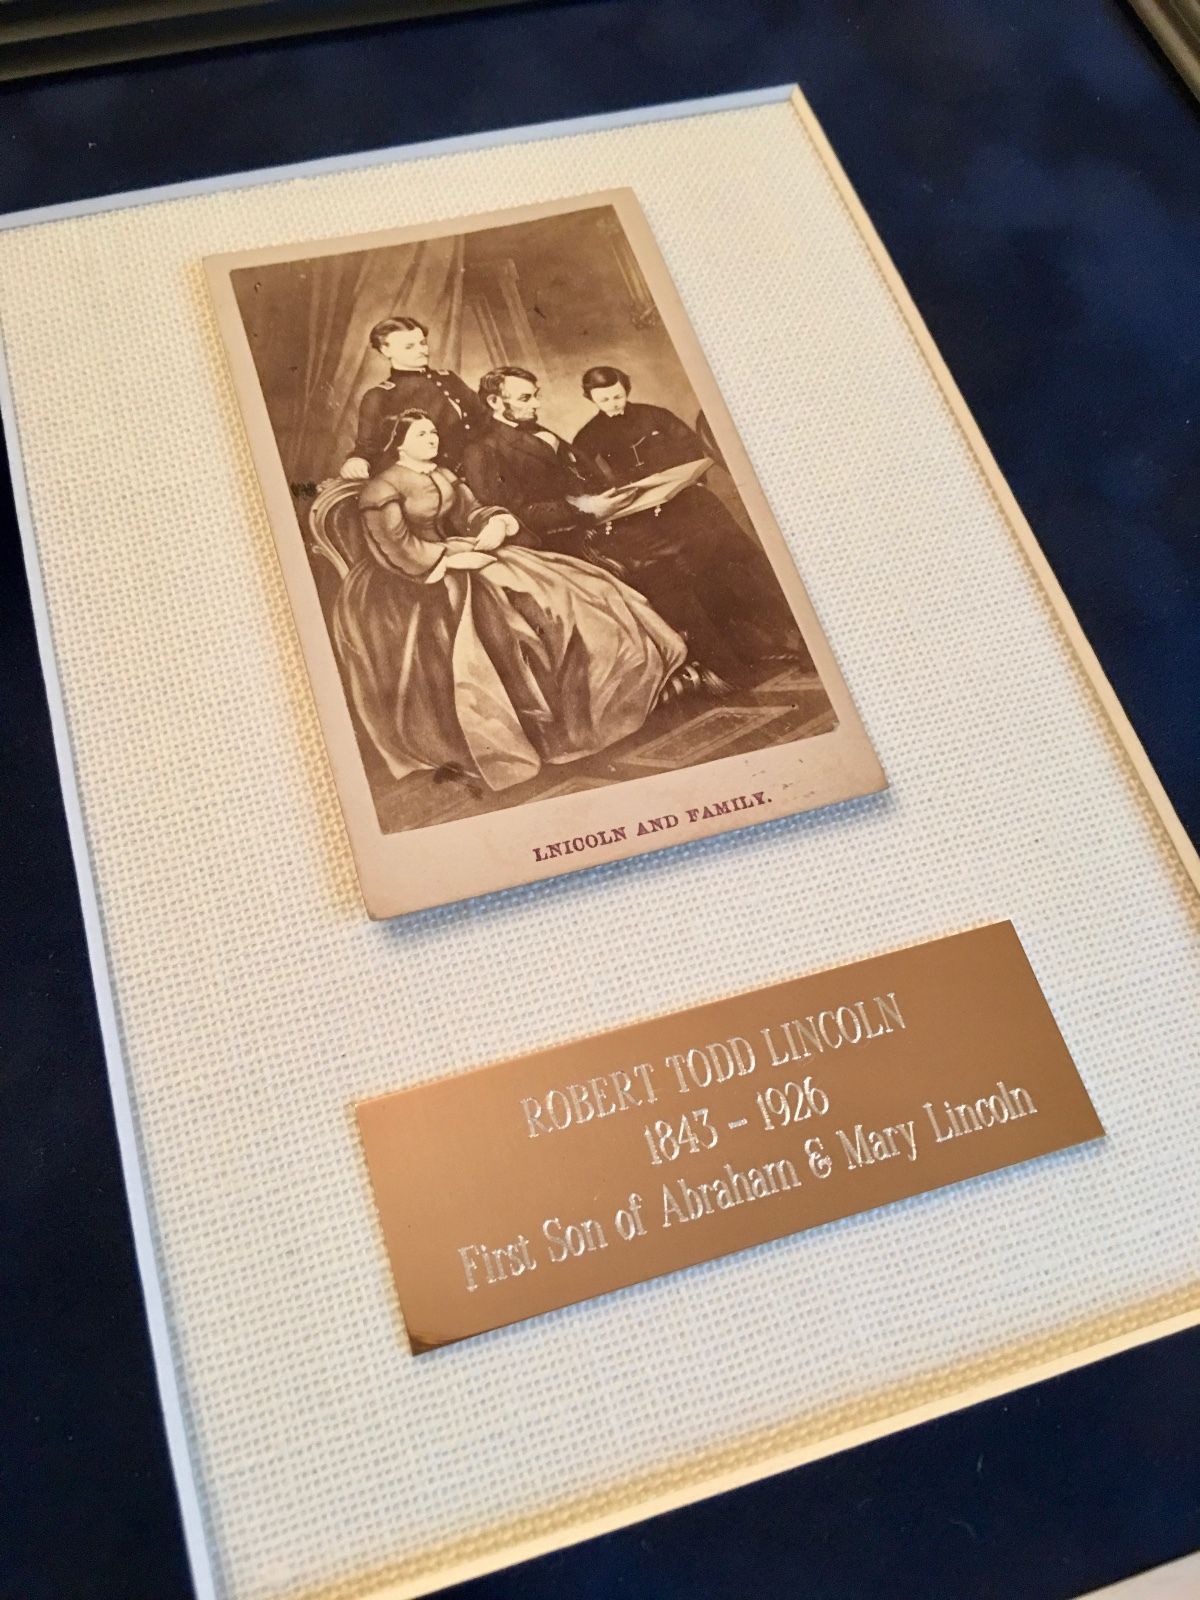 LNICOLN AND FAMILY.
ROBERT TODD LINCOLN
1843 - 1926
First Son of Abraham & Mary Lincoln